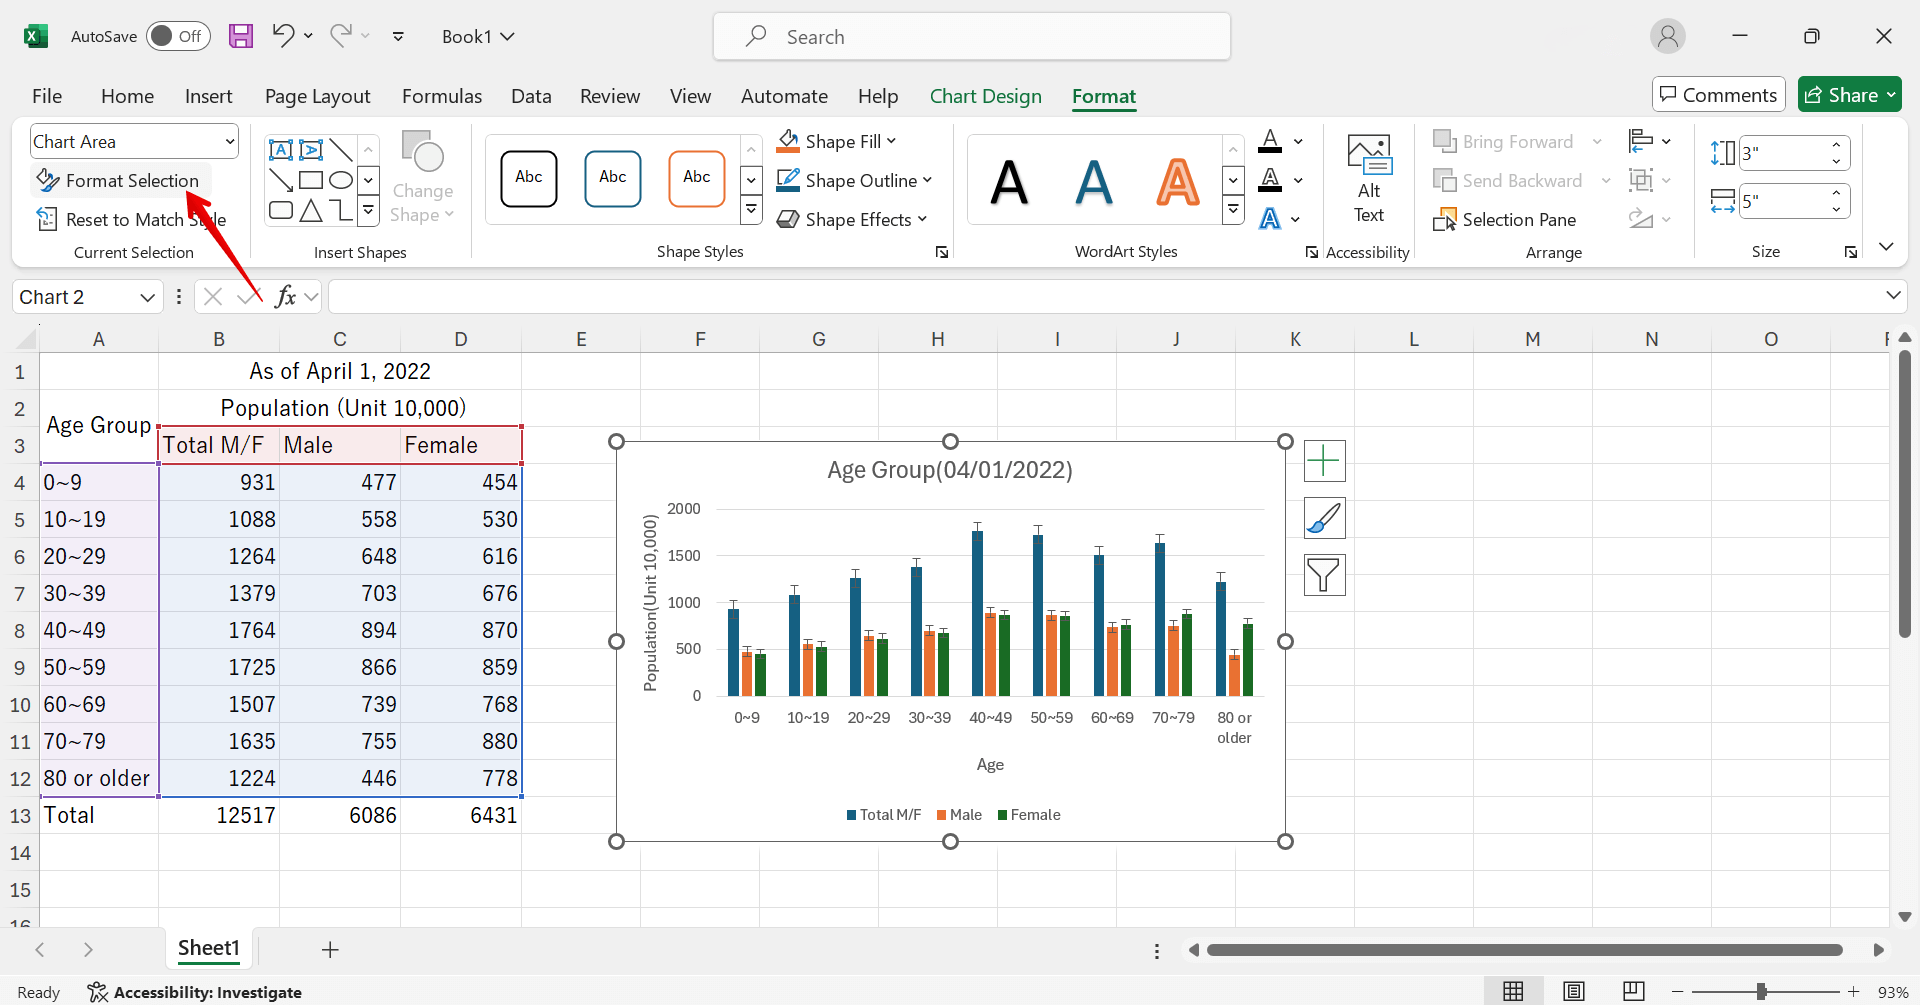 AutoSave Off Book1 Search
File Home Insert Page Layout Formulas Data Review View Automate Help Chart Design Format Comments Share
Chart Area
Format Selection
Reset to Match Style
Current Selection
Change
Shape
Insert Shapes
Abc Abc Abc
Shape Fill
Shape Outline
Shape Effects
Shape Styles
A A A
WordArt Styles
Alt
Text
Accessibility
Bring Forward
Send Backward
Selection Pane
Arrange
3"
5"
Size
Chart 2 fx
A B C D E F G H I J K L M N O
1 As of April 1, 2022
2 Population (Unit 10,000)
Age Group
3 Total M/F Male Female
4 0~9 931 477 454
5 10~19 1088 558 530
6 20~29 1264 648 616
7 30~39 1379 703 676
8 40~49 1764 894 870
9 50~59 1725 866 859
10 60~69 1507 739 768
11 70~79 1635 755 880
12 80 or older 1224 446 778
13 Total 12517 6086 6431
14
15
16
Age Group(04/01/2022)
Population(Unit 10,000)
2000
1500
1000
500
0
0~9 10~19 20~29 30~39 40~49 50~59 60~69 70~79 80 or
older
Age
Total M/F Male Female
Sheet1
Ready Accessibility: Investigate 93%